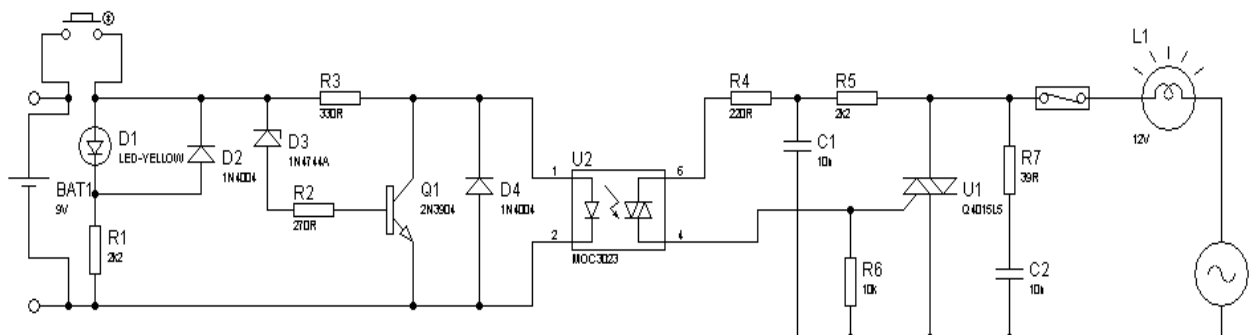 L1
12V
R3
330R
R4
220R
R5
2k2
D1
LED-YELLOW
D2
1N4004
D3
1N4744A
C1
10n
R7
39R
BAT1
9V
R2
270R
Q1
2N3904
D4
1N4004
U2
1
6
2
4
MOC3023
U1
Q4015L5
R1
2k2
R6
10k
C2
10n